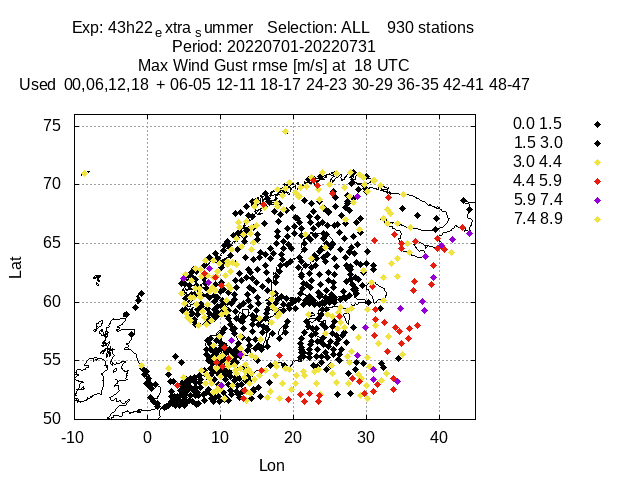 Exp: 43h22extrasummer   Selection: ALL    930 stations
Period: 20220701-20220731
Max Wind Gust rmse [m/s] at  18 UTC
Used  00,06,12,18  + 06-05 12-11 18-17 24-23 30-29 36-35 42-41 48-47
0.0 1.5
1.5 3.0
3.0 4.4
4.4 5.9
5.9 7.4
7.4 8.9
75
70
65
60
55
50
Lat
-10 0 10 20 30 40
Lon